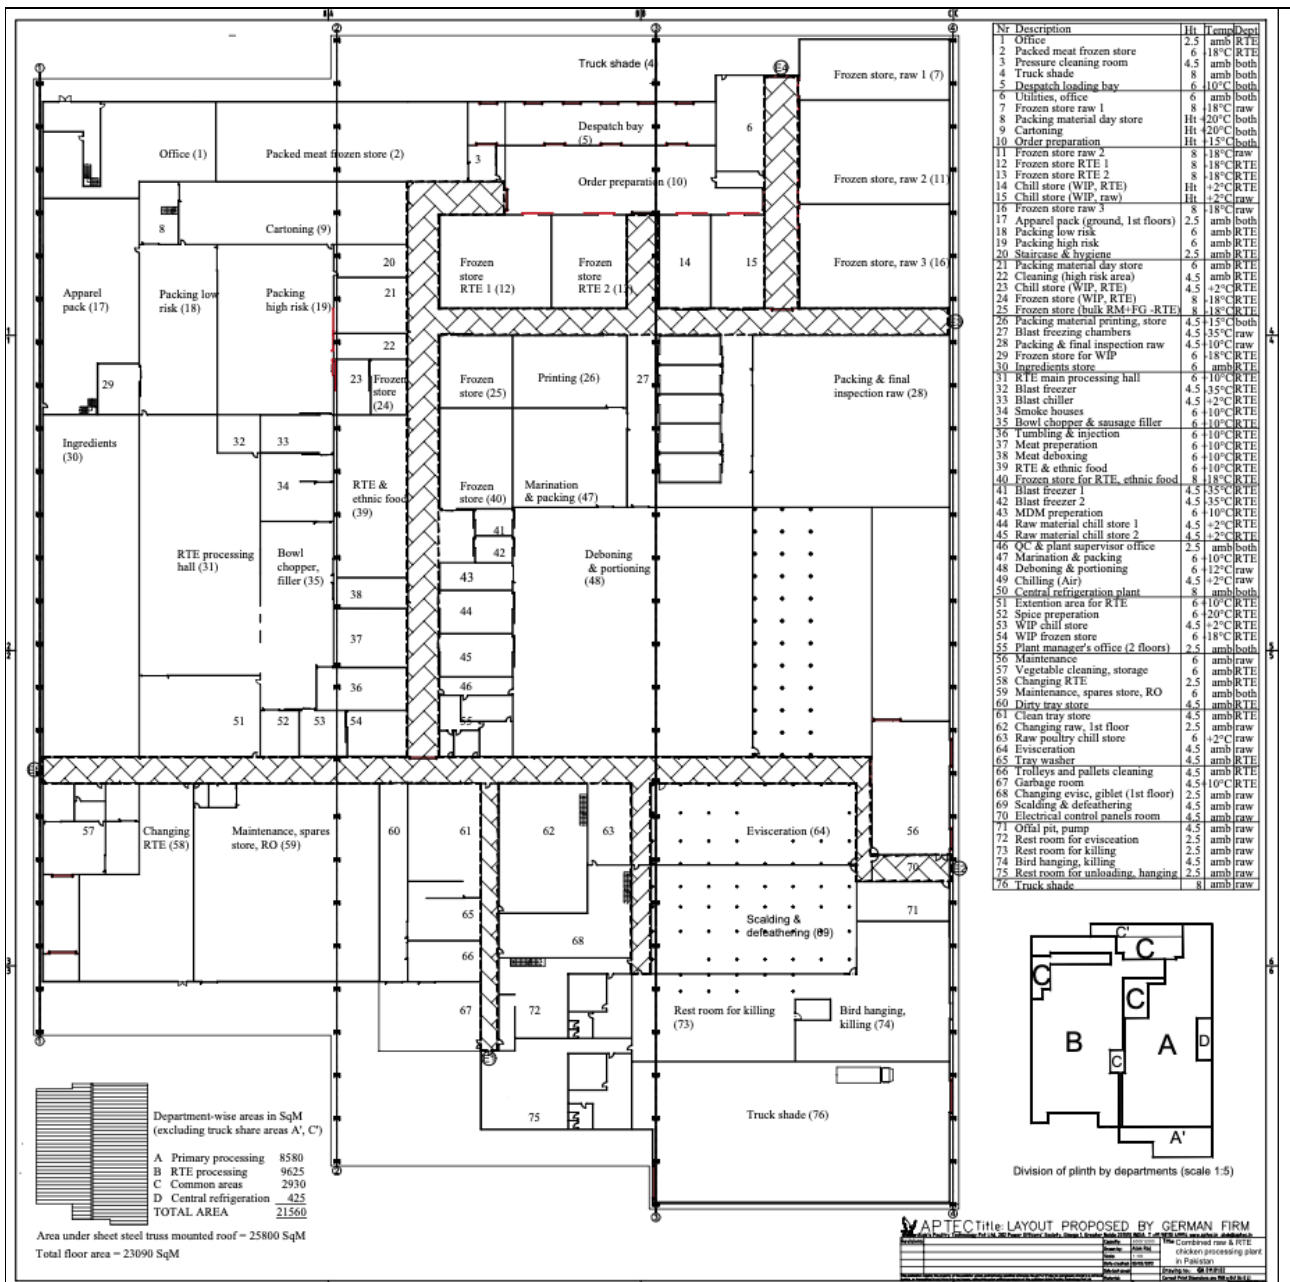 Nr Description Ht Temp Dept
1 Office 2.5 amb RTE
2 Packed meat frozen store 6 -18°C RTE
3 Pressure cleaning room 4.5 amb both
4 Truck shade 8 amb both
5 Despatch loading bay 6 +10°C both
6 Utilities, office 6 amb both
7 Frozen store raw 1 8 -18°C raw
8 Packing material day store Ht +20°C both
9 Cartoning Ht +20°C both
10 Order preparation Ht +15°C both
11 Frozen store raw 2 8 -18°C raw
12 Frozen store RTE 1 8 -18°C RTE
13 Frozen store RTE 2 8 -18°C RTE
14 Chill store (WIP, RTE) Ht +2°C RTE
15 Chill store (WIP, raw) Ht +2°C raw
16 Frozen store raw 3 8 -18°C raw
17 Apparel pack (ground, 1st floors) 2.5 amb both
18 Packing low risk 6 amb RTE
19 Packing high risk 6 amb RTE
20 Staircase & hygiene 2.5 amb RTE
21 Packing material day store 6 amb RTE
22 Cleaning (high risk area) 4.5 amb RTE
23 Chill store (WIP, RTE) 4.5 +2°C RTE
24 Frozen store (WIP, RTE) 8 -18°C RTE
25 Frozen store (bulk RM+FG -RTE) 8 -18°C RTE
26 Packing material printing, store 4.5 +15°C both
27 Blast freezing chambers 4.5 -35°C raw
28 Packing & final inspection raw 4.5 +10°C raw
29 Frozen store for WIP 6 -18°C RTE
30 Ingredients store 6 amb RTE
31 RTE main processing hall 6 +10°C RTE
32 Blast freezer 4.5 -35°C RTE
33 Blast chiller 4.5 +2°C RTE
34 Smoke houses 6 +10°C RTE
35 Bowl chopper & sausage filler 6 +10°C RTE
36 Tumbling & injection 6 +10°C RTE
37 Meat preperation 6 +10°C RTE
38 Meat deboxing 6 +10°C RTE
39 RTE & ethnic food 6 +10°C RTE
40 Frozen store for RTE, ethnic food 8 -18°C RTE
41 Blast freezer 1 4.5 -35°C RTE
42 Blast freezer 2 4.5 -35°C RTE
43 MDM preperation 6 +10°C RTE
44 Raw material chill store 1 4.5 +2°C RTE
45 Raw material chill store 2 4.5 +2°C RTE
46 QC & plant supervisor office 2.5 amb both
47 Marination & packing 6 +10°C RTE
48 Deboning & portioning 6 +12°C raw
49 Chilling (Air) 4.5 +2°C raw
50 Central refrigeration plant 8 amb both
51 Extention area for RTE 6 +10°C RTE
52 Spice preperation 6 +20°C RTE
53 WIP chill store 4.5 +2°C RTE
54 WIP frozen store 6 -18°C RTE
55 Plant manager's office (2 floors) 2.5 amb both
56 Maintenance 6 amb raw
57 Vegetable cleaning, storage 6 amb RTE
58 Changing RTE 2.5 amb RTE
59 Maintenance, spares store, RO 6 amb both
60 Dirty tray store 4.5 amb RTE
61 Clean tray store 4.5 amb RTE
62 Changing raw, 1st floor 2.5 amb raw
63 Raw poultry chill store 6 +2°C raw
64 Evisceration 4.5 amb raw
65 Tray washer 4.5 amb RTE
66 Trolleys and pallets cleaning 4.5 amb RTE
67 Garbage room 4.5 +10°C RTE
68 Changing evisc, giblet (1st floor) 2.5 amb raw
69 Scalding & defeathering 4.5 amb raw
70 Electrical control panels room 4.5 amb raw
71 Offal pit, pump 4.5 amb raw
72 Rest room for evisceation 2.5 amb raw
73 Rest room for killing 2.5 amb raw
74 Bird hanging, killing 4.5 amb raw
75 Rest room for unloading, hanging 2.5 amb raw
76 Truck shade 8 amb raw
Truck shade (4
Frozen store, raw 1 (7)
E4
Despatch bay
(5)
6
Office (1)
Packed meat frozen store (2)
3
Order preparation (10)
Frozen store, raw 2 (11)
8
Cartoning (9)
20
Frozen
store
RTE 1 (12)
Frozen
store
RTE 2 (13
14
15
Frozen store, raw 3 (16)
Apparel
pack (17)
Packing low
risk (18)
Packing
high risk (19)
21
22
23
Frozen
store
(24)
Frozen
store (25)
Printing (26)
27
Packing & final
inspection raw (28)
29
Ingredients
(30)
32
33
34
RTE &
ethnic food
(39)
Frozen
store (40)
Marination
& packing (47)
41
42
RTE processing
hall (31)
Bowl
chopper,
filler (35)
Deboning
& portioning
(48)
43
38
44
37
45
36
46
51
52
53
54
55
57
Changing
RTE (58)
Maintenance, spares
store, RO (59)
60
61
62
63
Evisceration (64)
56
70
65
71
Scalding &
defeathering (69)
66
68
67
72
Rest room for killing
(73)
Bird hanging,
killing (74)
75
Truck shade (76)
C'
C
C
C
B
A
D
C
A'
Division of plinth by departments (scale 1:5)
Department-wise areas in SqM
(excluding truck share areas A', C')
A Primary processing 8580
B RTE processing 9625
C Common areas 2930
D Central refrigeration 425
TOTAL AREA 21560
Area under sheet steel truss mounted roof = 25800 SqM
Total floor area = 23090 SqM
APTEC Title: LAYOUT PROPOSED BY GERMAN FIRM
Title Combined raw & RTE
chicken processing plant
in Pakistan